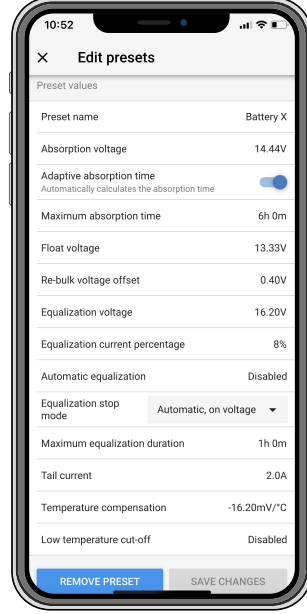 10:52
Edit presets
Preset values
Preset name Battery X
Absorption voltage 14.44V
Adaptive absorption time
Automatically calculates the absorption time
Maximum absorption time 6h 0m
Float voltage 13.33V
Re-bulk voltage offset 0.40V
Equalization voltage 16.20V
Equalization current percentage 8%
Automatic equalization Disabled
Equalization stop
mode Automatic, on voltage
Maximum equalization duration 1h 0m
Tail current 2.0A
Temperature compensation -16.20mV/°C
Low temperature cut-off Disabled
REMOVE PRESET SAVE CHANGES